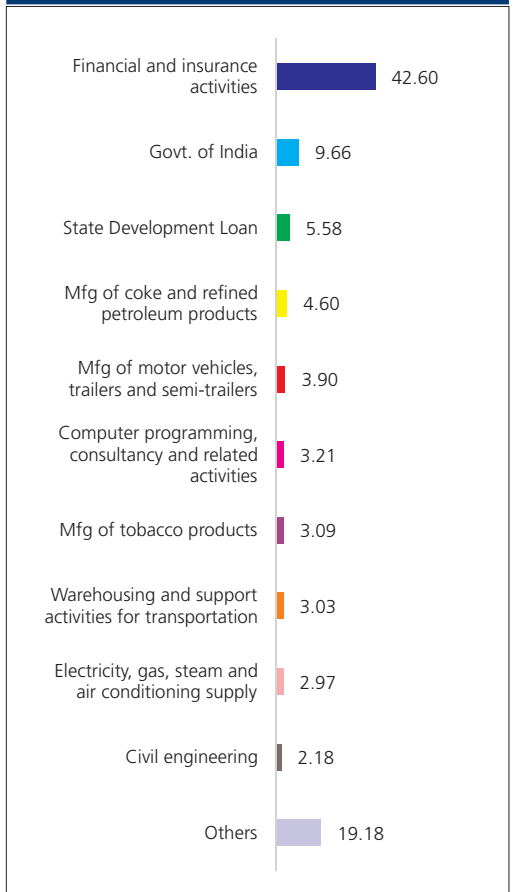 Financial and insurance
activities
42.60
Govt. of India
9.66
State Development Loan
5.58
Mfg of coke and refined
petroleum products
4.60
Mfg of motor vehicles,
trailers and semi-trailers
3.90
Computer programming,
consultancy and related
activities
3.21
Mfg of tobacco products
3.09
Warehousing and support
activities for transportation
3.03
Electricity, gas, steam and
air conditioning supply
2.97
Civil engineering
2.18
Others
19.18